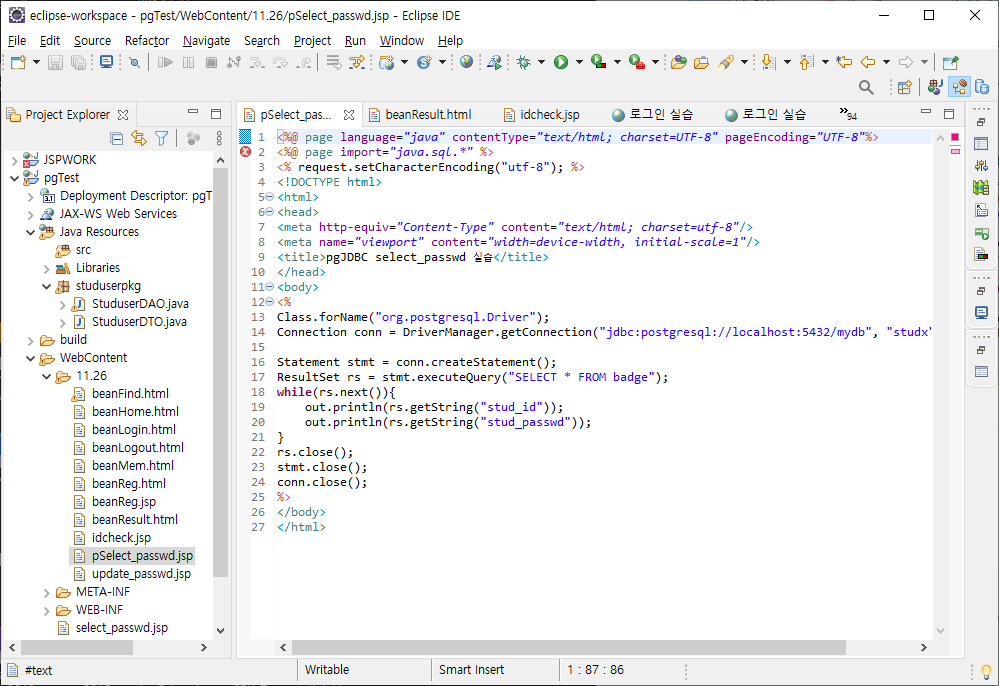 eclipse-workspace - pgTest/WebContent/11.26/pSelect_passwd.jsp - Eclipse IDE
File Edit Source Refactor Navigate Search Project Run Window Help
Project Explorer
JSPWORK
pgTest
Deployment Descriptor: pgT
JAX-WS Web Services
Java Resources
src
Libraries
studuserpkg
StuduserDAO.java
StuduserDTO.java
build
WebContent
11.26
beanFind.html
beanHome.html
beanLogin.html
beanLogout.html
beanMem.html
beanReg.html
beanReg.jsp
beanResult.html
idcheck.jsp
pSelect_passwd.jsp
update_passwd.jsp
META-INF
WEB-INF
select_passwd.jsp
pSelect_pas... beanResult.html idcheck.jsp 로그인 실습 로그인 실습 »94
1 <%@ page language="java" contentType="text/html; charset=UTF-8" pageEncoding="UTF-8"%>
2 <%@ page import="java.sql.*" %>
3 <% request.setCharacterEncoding("utf-8"); %>
4 <!DOCTYPE html>
5 <html>
6 <head>
7 <meta http-equiv="Content-Type" content="text/html; charset=utf-8"/>
8 <meta name="viewport" content="width=device-width, initial-scale=1"/>
9 <title>pgJDBC select_passwd 실습</title>
10 </head>
11 <body>
12 <%
13 Class.forName("org.postgresql.Driver");
14 Connection conn = DriverManager.getConnection("jdbc:postgresql://localhost:5432/mydb", "studx"
15
16 Statement stmt = conn.createStatement();
17 ResultSet rs = stmt.executeQuery("SELECT * FROM badge");
18 while(rs.next()){
19 out.println(rs.getString("stud_id"));
20 out.println(rs.getString("stud_passwd"));
21 }
22 rs.close();
23 stmt.close();
24 conn.close();
25 %>
26 </body>
27 </html>
#text Writable Smart Insert 1 : 87 : 86